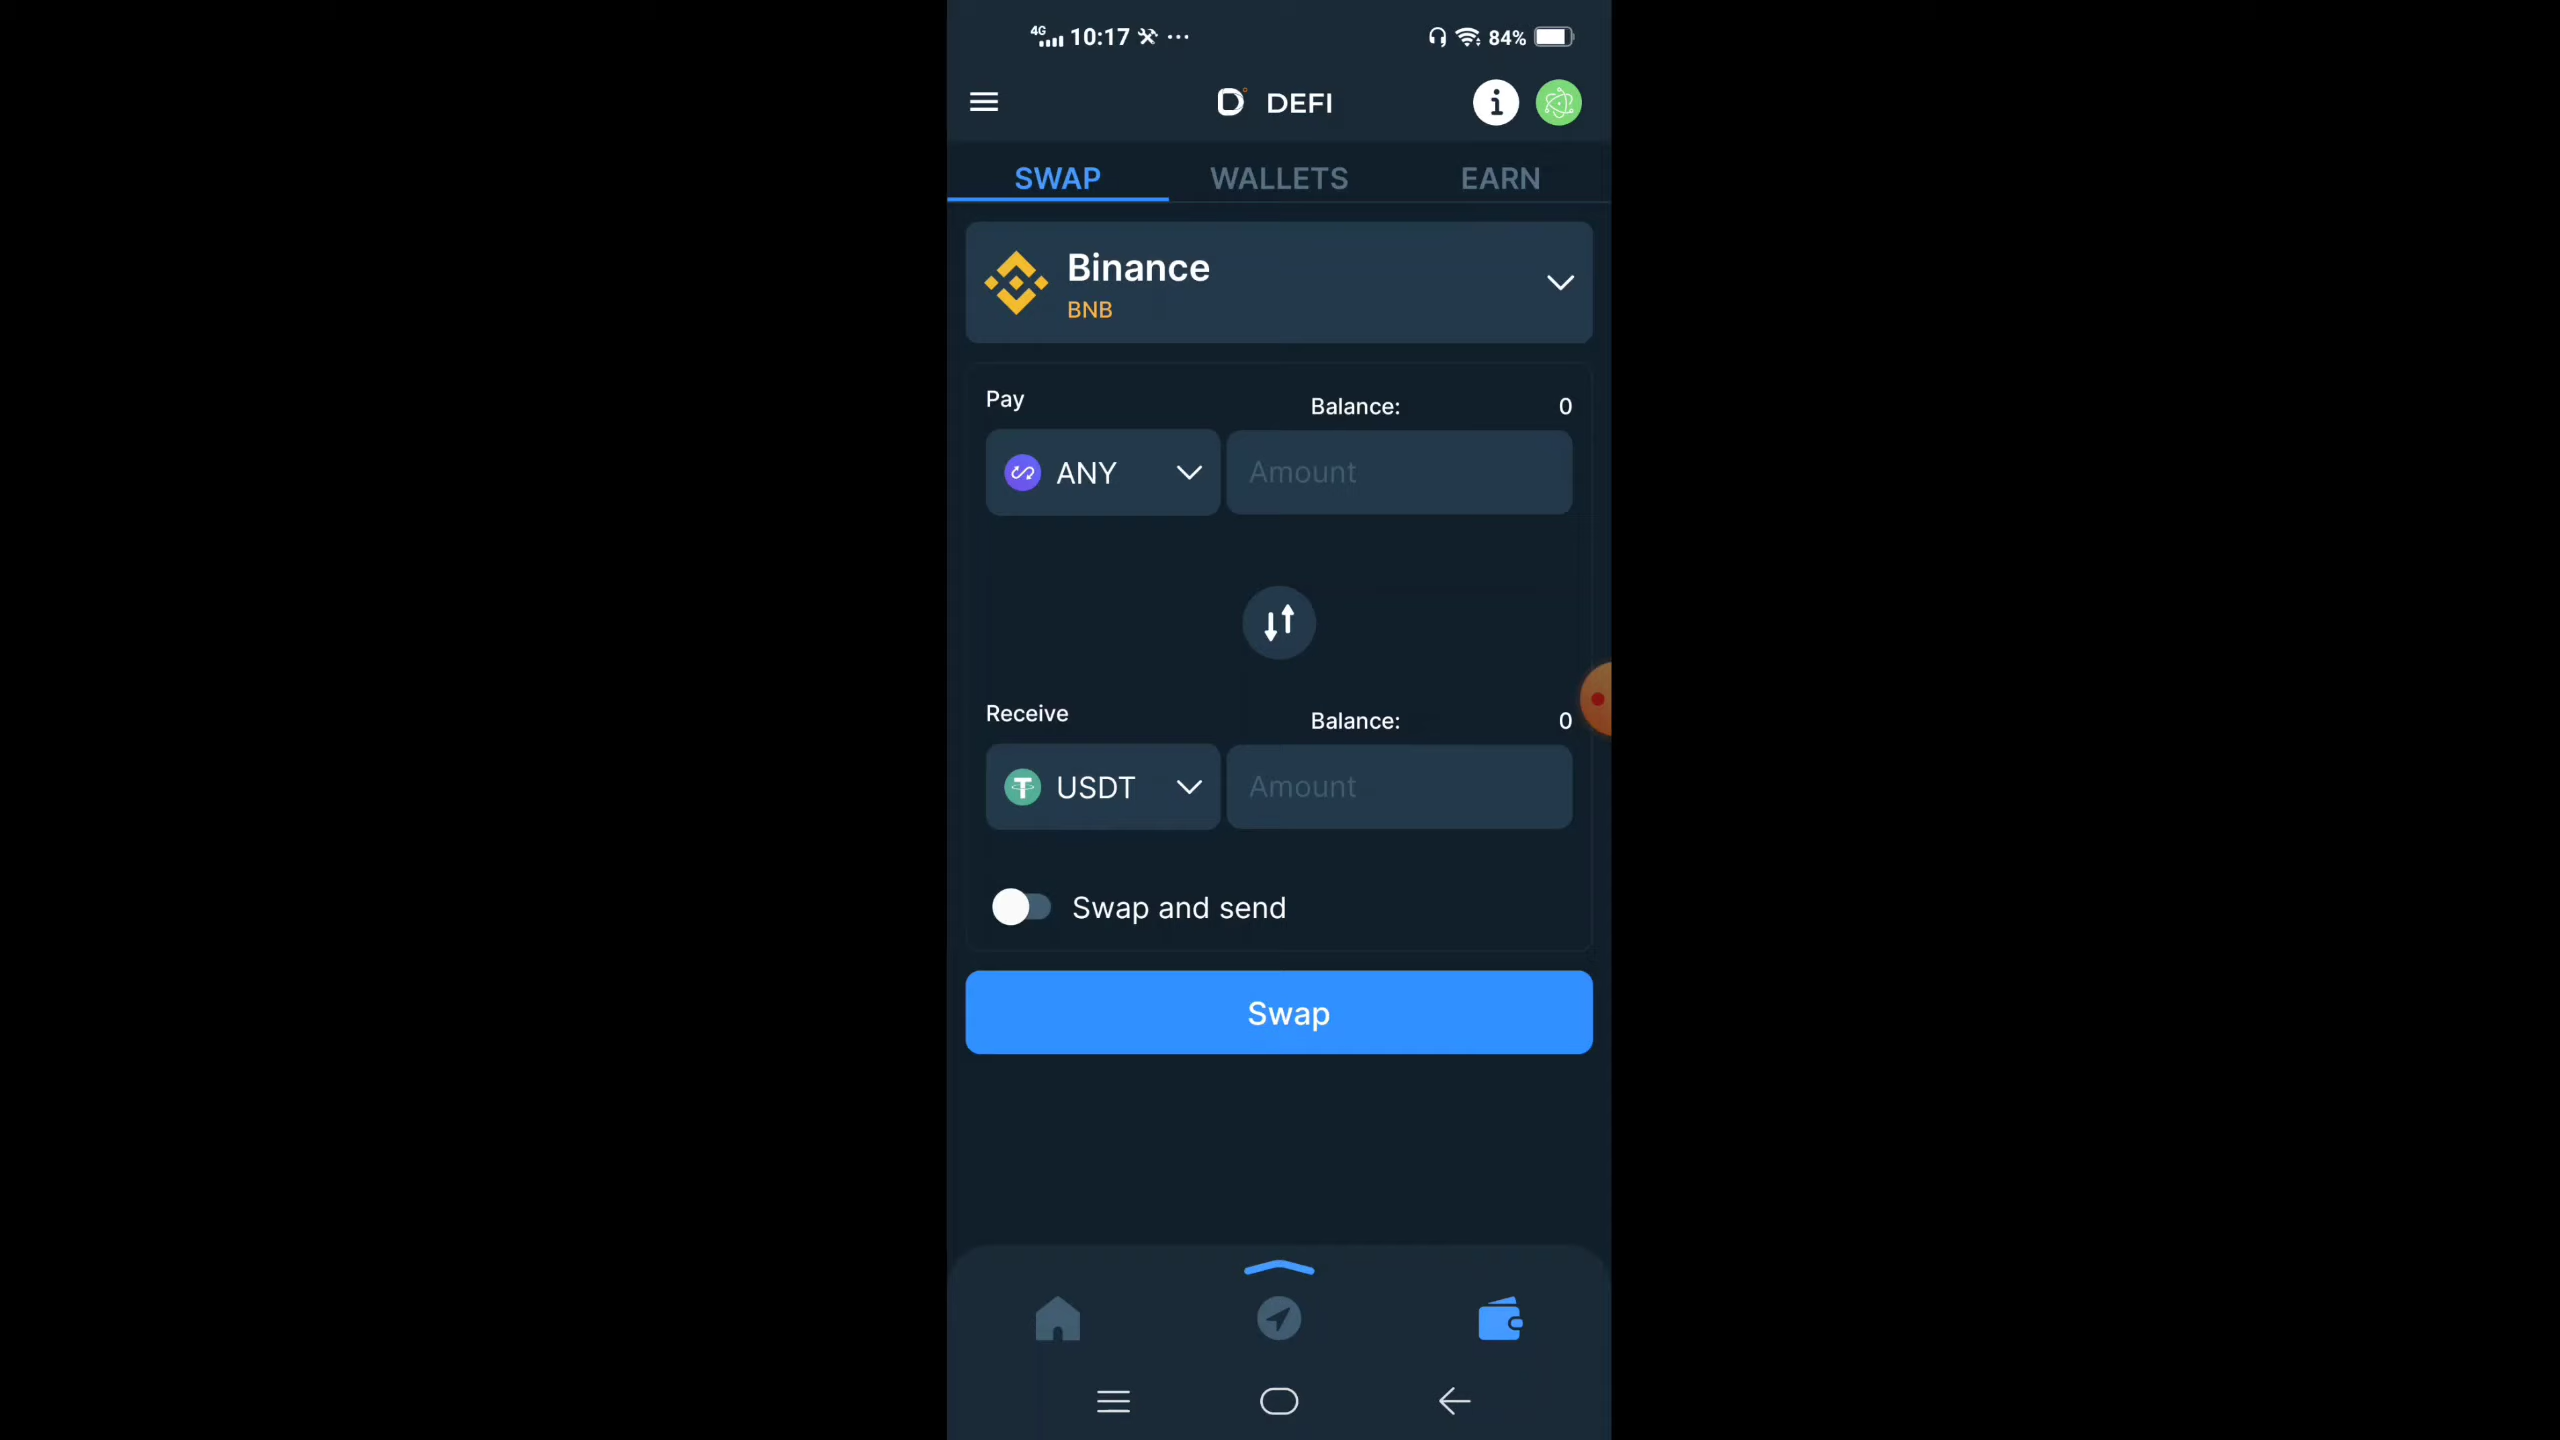 4G 10:17 84%
DEFI
SWAP WALLETS EARN
Binance
BNB
Pay Balance: 0
ANY Amount
Receive Balance: 0
USDT Amount
Swap and send
Swap